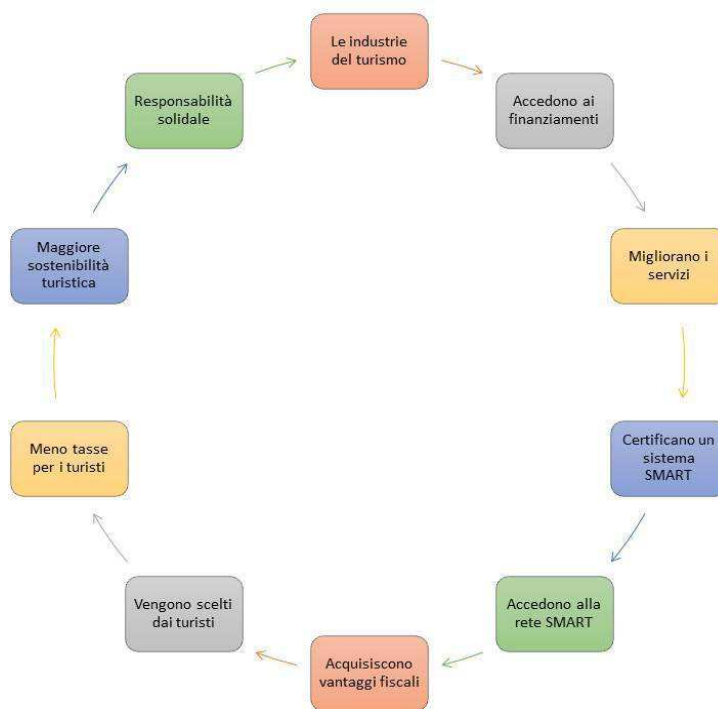 Le industrie
del turismo
Accedono ai
finanziamenti
Migliorano i
servizi
Certificano un
sistema
SMART
Accedono alla
rete SMART
Acquisiscono
vantaggi fiscali
Vengono scelti
dai turisti
Meno tasse
per i turisti
Maggiore
sostenibilità
turistica
Responsabilità
solidale